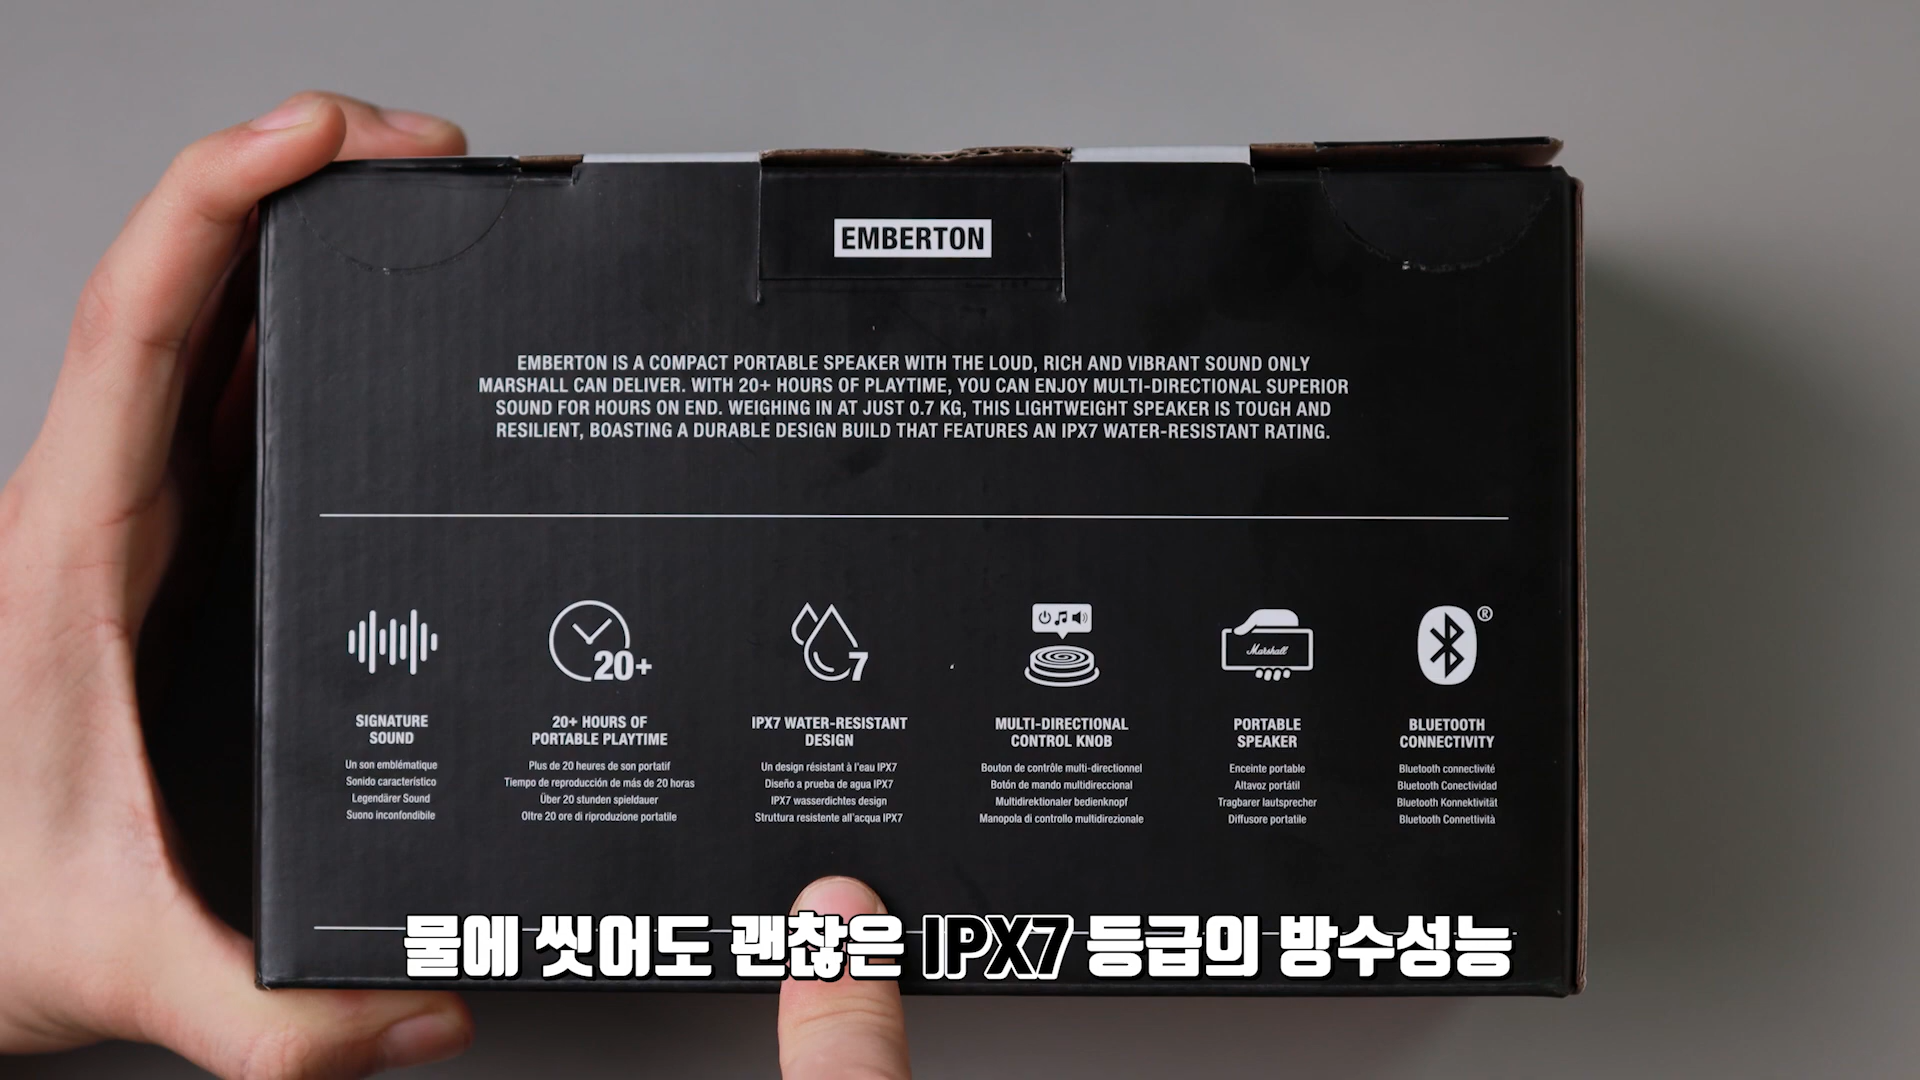 EMBERTON
EMBERTON IS A COMPACT PORTABLE SPEAKER WITH THE LOUD, RICH AND VIBRANT SOUND ONLY
MARSHALL CAN DELIVER. WITH 20+ HOURS OF PLAYTIME, YOU CAN ENJOY MULTI-DIRECTIONAL SUPERIOR
SOUND FOR HOURS ON END. WEIGHING IN AT JUST 0.7 KG, THIS LIGHTWEIGHT SPEAKER IS TOUGH AND
RESILIENT, BOASTING A DURABLE DESIGN BUILD THAT FEATURES AN IPX7 WATER-RESISTANT RATING.
SIGNATURE
SOUND
Un son emblématique
Sonido característico
Legendärer Sound
Suono inconfondibile
20+
20+ HOURS OF
PORTABLE PLAYTIME
Plus de 20 heures de son portatif
Tiempo de reproducción de más de 20 horas
Über 20 stunden spieldauer
Oltre 20 ore di riproduzione portatile
7
IPX7 WATER-RESISTANT
DESIGN
Un design résistant à l'eau IPX7
Diseño a prueba de agua IPX7
IPX7 wasserdichtes design
Struttura resistente all'acqua IPX7
MULTI-DIRECTIONAL
CONTROL KNOB
Bouton de contrôle multi-directionnel
Botón de mando multidireccional
Multidirektionaler bedienknopf
Manopola di controllo multidirezionale
Marshall
PORTABLE
SPEAKER
Enceinte portable
Altavoz portátil
Tragbarer lautsprecher
Diffusore portatile
®
BLUETOOTH
CONNECTIVITY
Bluetooth connectivité
Bluetooth Conectividad
Bluetooth Konnektivität
Bluetooth Connettività
물에 씻어도 괜찮은 IPX7 등급의 방수성능